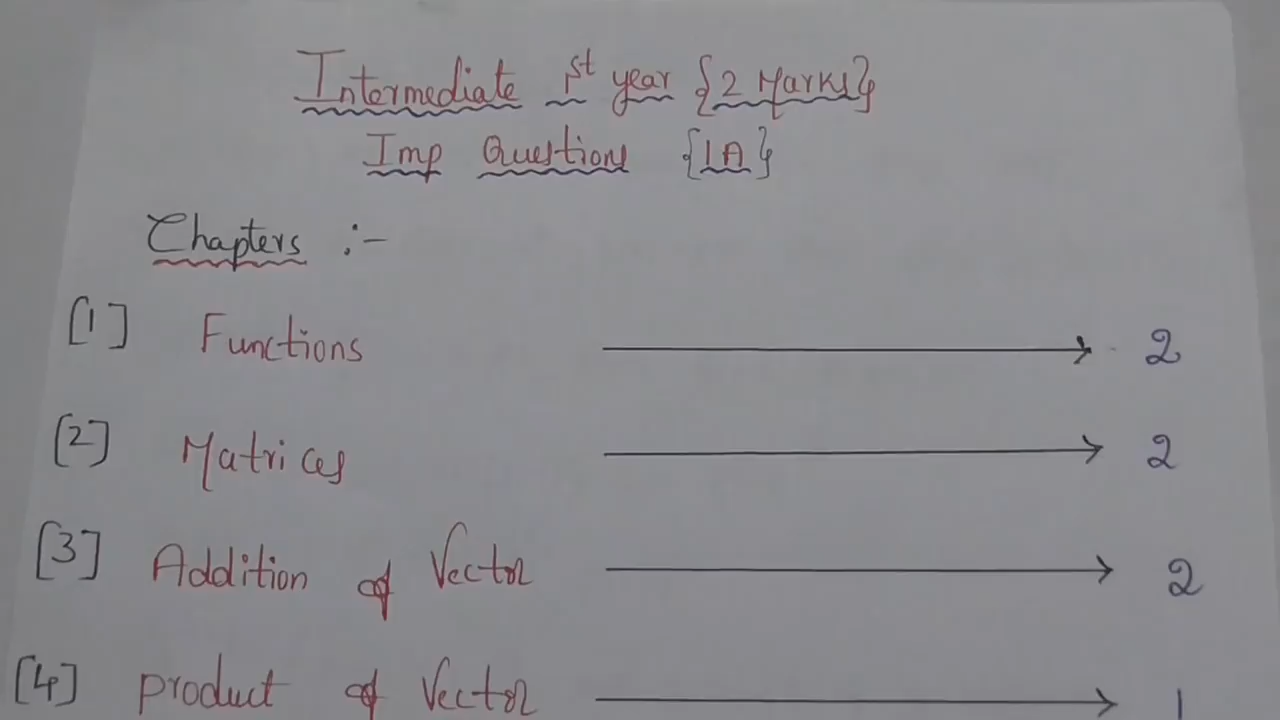 Intermediate 1st year {2 Marks}
Imp Questions {1A}
Chapters :-
[1] Functions → 2
[2] Matrices → 2
[3] Addition of Vector → 2
[4] product of Vector → 1